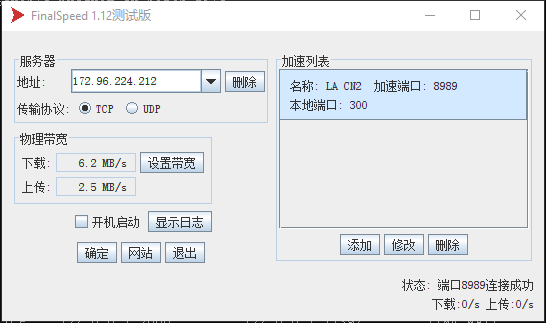 FinalSpeed 1.12测试版
服务器
地址: 172.96.224.212 删除
传输协议: TCP UDP
物理带宽
下载: 6.2 MB/s 设置带宽
上传: 2.5 MB/s
开机启动 显示日志
确定 网站 退出
加速列表
名称: LA CN2 加速端口: 8989
本地端口: 300
添加 修改 删除
状态: 端口8989连接成功
下载:0/s 上传:0/s